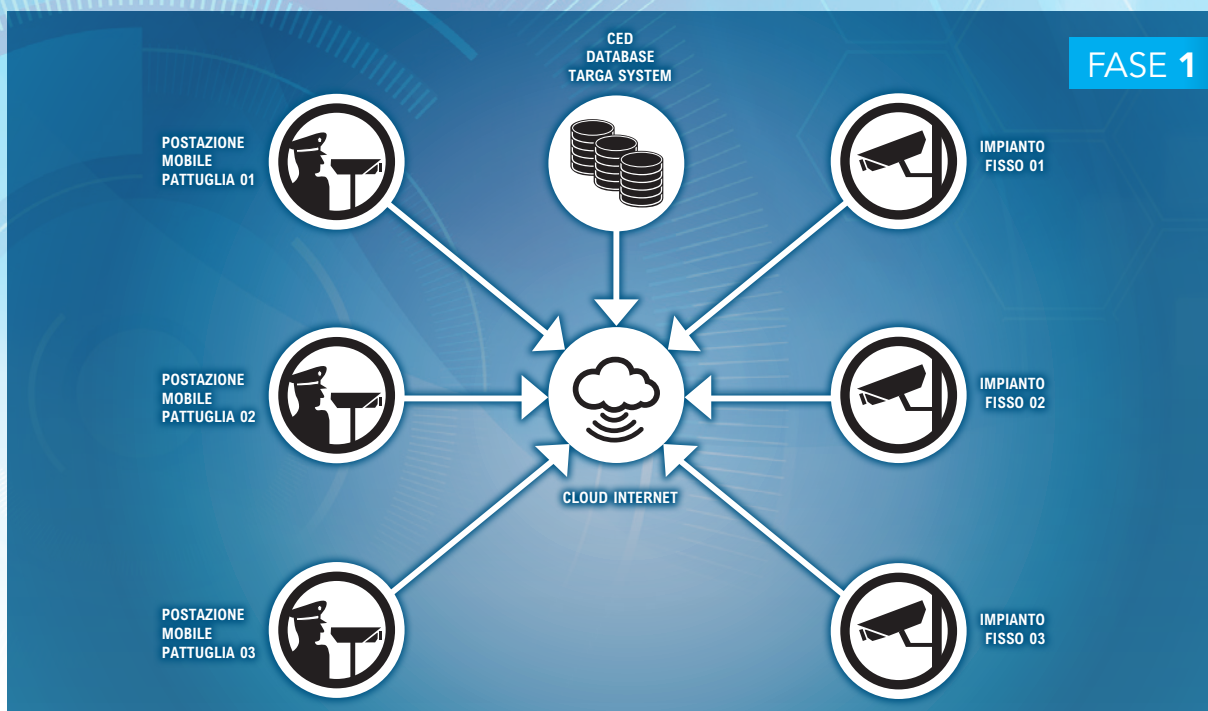 CED
DATABASE
TARGA SYSTEM
FASE 1
POSTAZIONE
MOBILE
PATTUGLIA 01
IMPIANTO
FISSO 01
POSTAZIONE
MOBILE
PATTUGLIA 02
IMPIANTO
FISSO 02
CLOUD INTERNET
POSTAZIONE
MOBILE
PATTUGLIA 03
IMPIANTO
FISSO 03